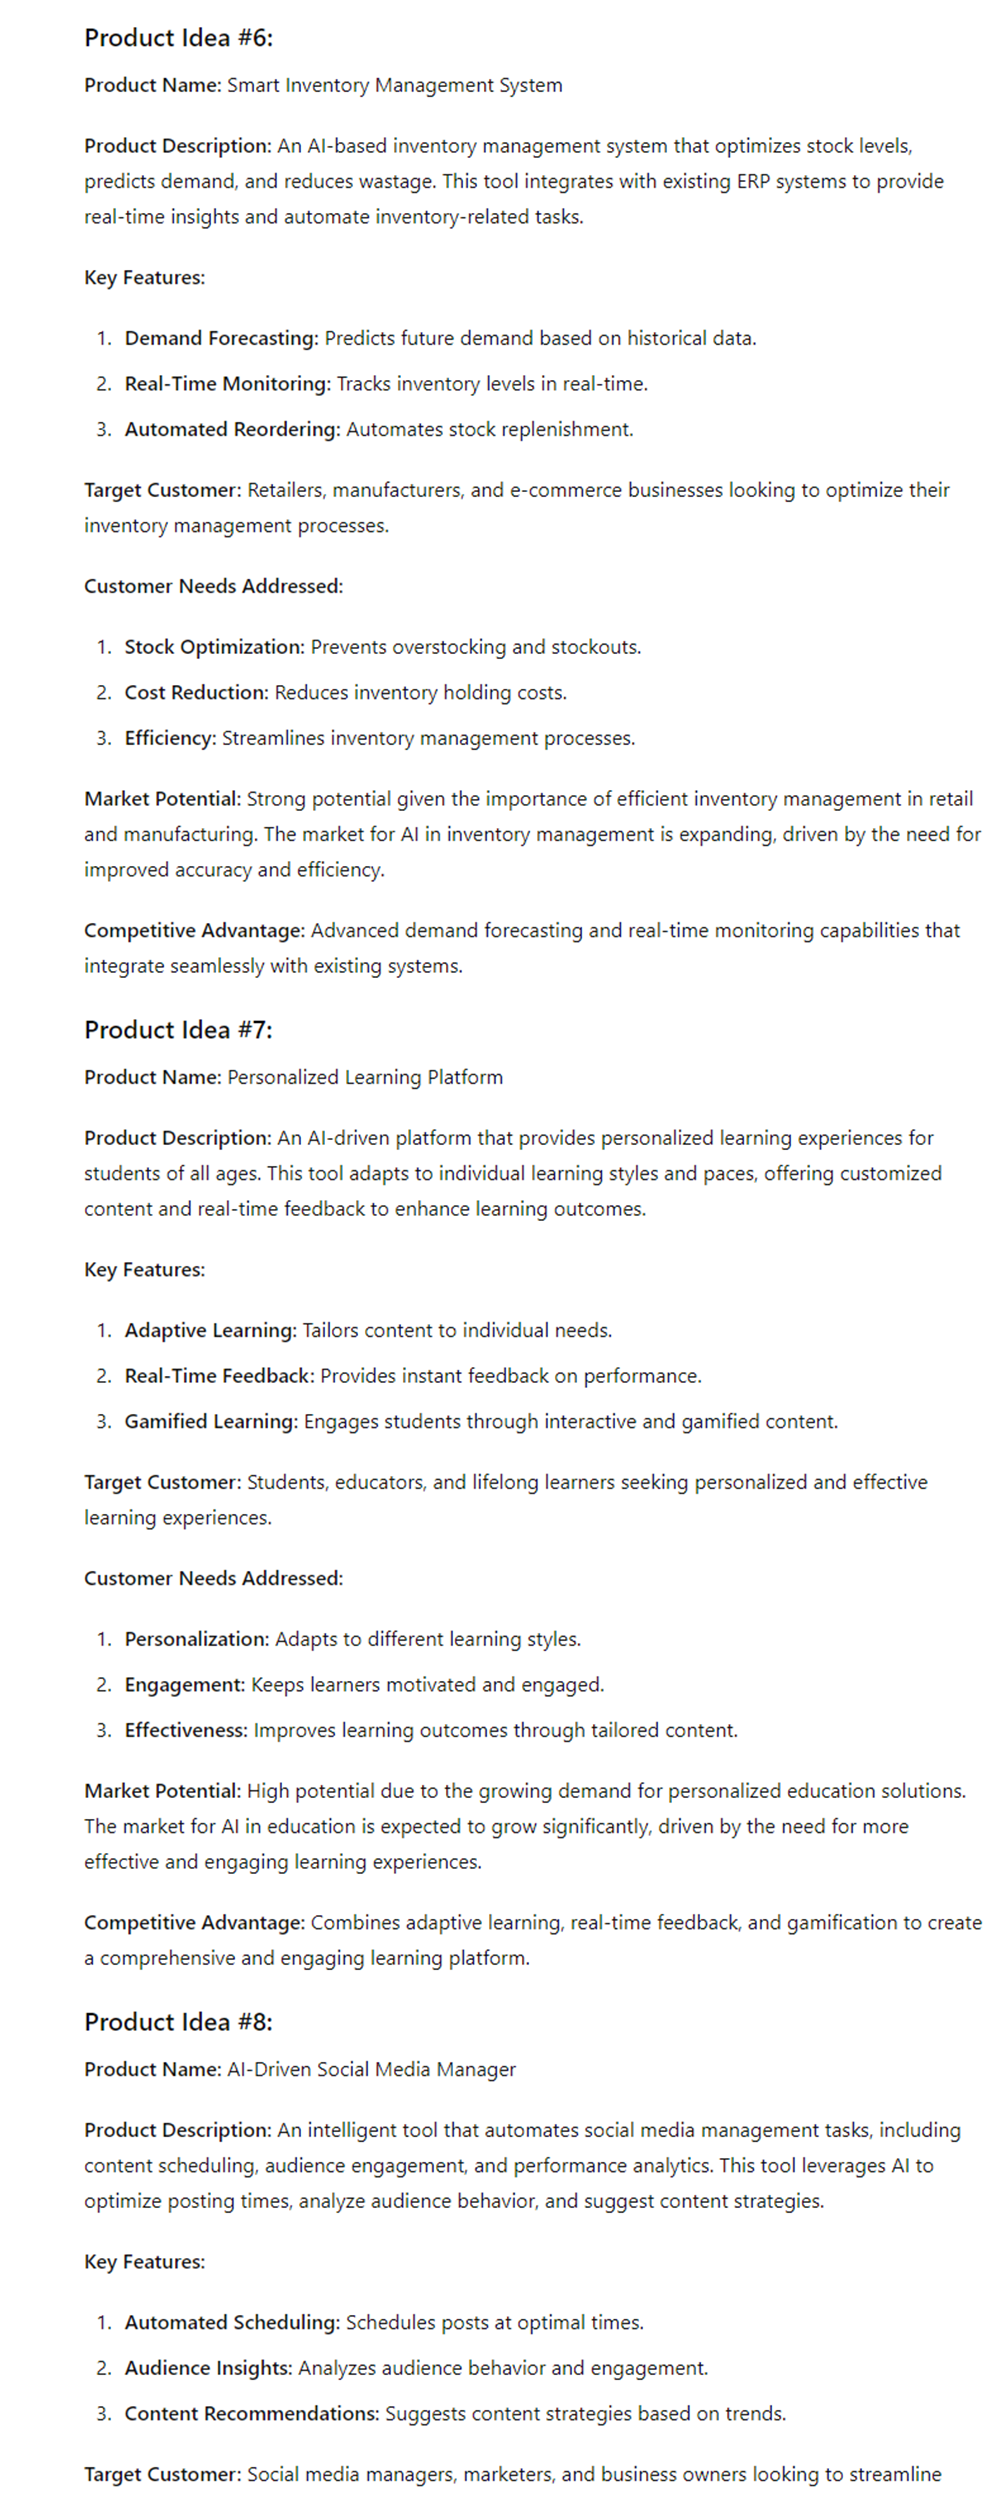 Product Idea #6:
Product Name: Smart Inventory Management System
Product Description: An AI-based inventory management system that optimizes stock levels,
predicts demand, and reduces wastage. This tool integrates with existing ERP systems to provide
real-time insights and automate inventory-related tasks.
Key Features:
1. Demand Forecasting: Predicts future demand based on historical data.
2. Real-Time Monitoring: Tracks inventory levels in real-time.
3. Automated Reordering: Automates stock replenishment.
Target Customer: Retailers, manufacturers, and e-commerce businesses looking to optimize their
inventory management processes.
Customer Needs Addressed:
1. Stock Optimization: Prevents overstocking and stockouts.
2. Cost Reduction: Reduces inventory holding costs.
3. Efficiency: Streamlines inventory management processes.
Market Potential: Strong potential given the importance of efficient inventory management in retail
and manufacturing. The market for AI in inventory management is expanding, driven by the need for
improved accuracy and efficiency.
Competitive Advantage: Advanced demand forecasting and real-time monitoring capabilities that
integrate seamlessly with existing systems.
Product Idea #7:
Product Name: Personalized Learning Platform
Product Description: An AI-driven platform that provides personalized learning experiences for
students of all ages. This tool adapts to individual learning styles and paces, offering customized
content and real-time feedback to enhance learning outcomes.
Key Features:
1. Adaptive Learning: Tailors content to individual needs.
2. Real-Time Feedback: Provides instant feedback on performance.
3. Gamified Learning: Engages students through interactive and gamified content.
Target Customer: Students, educators, and lifelong learners seeking personalized and effective
learning experiences.
Customer Needs Addressed:
1. Personalization: Adapts to different learning styles.
2. Engagement: Keeps learners motivated and engaged.
3. Effectiveness: Improves learning outcomes through tailored content.
Market Potential: High potential due to the growing demand for personalized education solutions.
The market for AI in education is expected to grow significantly, driven by the need for more
effective and engaging learning experiences.
Competitive Advantage: Combines adaptive learning, real-time feedback, and gamification to create
a comprehensive and engaging learning platform.
Product Idea #8:
Product Name: AI-Driven Social Media Manager
Product Description: An intelligent tool that automates social media management tasks, including
content scheduling, audience engagement, and performance analytics. This tool leverages AI to
optimize posting times, analyze audience behavior, and suggest content strategies.
Key Features:
1. Automated Scheduling: Schedules posts at optimal times.
2. Audience Insights: Analyzes audience behavior and engagement.
3. Content Recommendations: Suggests content strategies based on trends.
Target Customer: Social media managers, marketers, and business owners looking to streamline